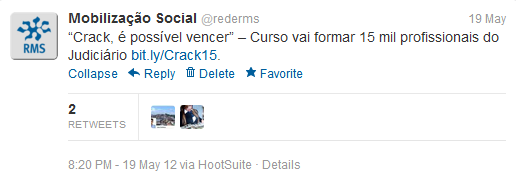 RMS
Mobilização Social @rederms 19 May
“Crack, é possível vencer” – Curso vai formar 15 mil profissionais do
Judiciário bit.ly/Crack15.
Collapse Reply Delete Favorite
2
RETWEETS
8:20 PM - 19 May 12 via HootSuite · Details